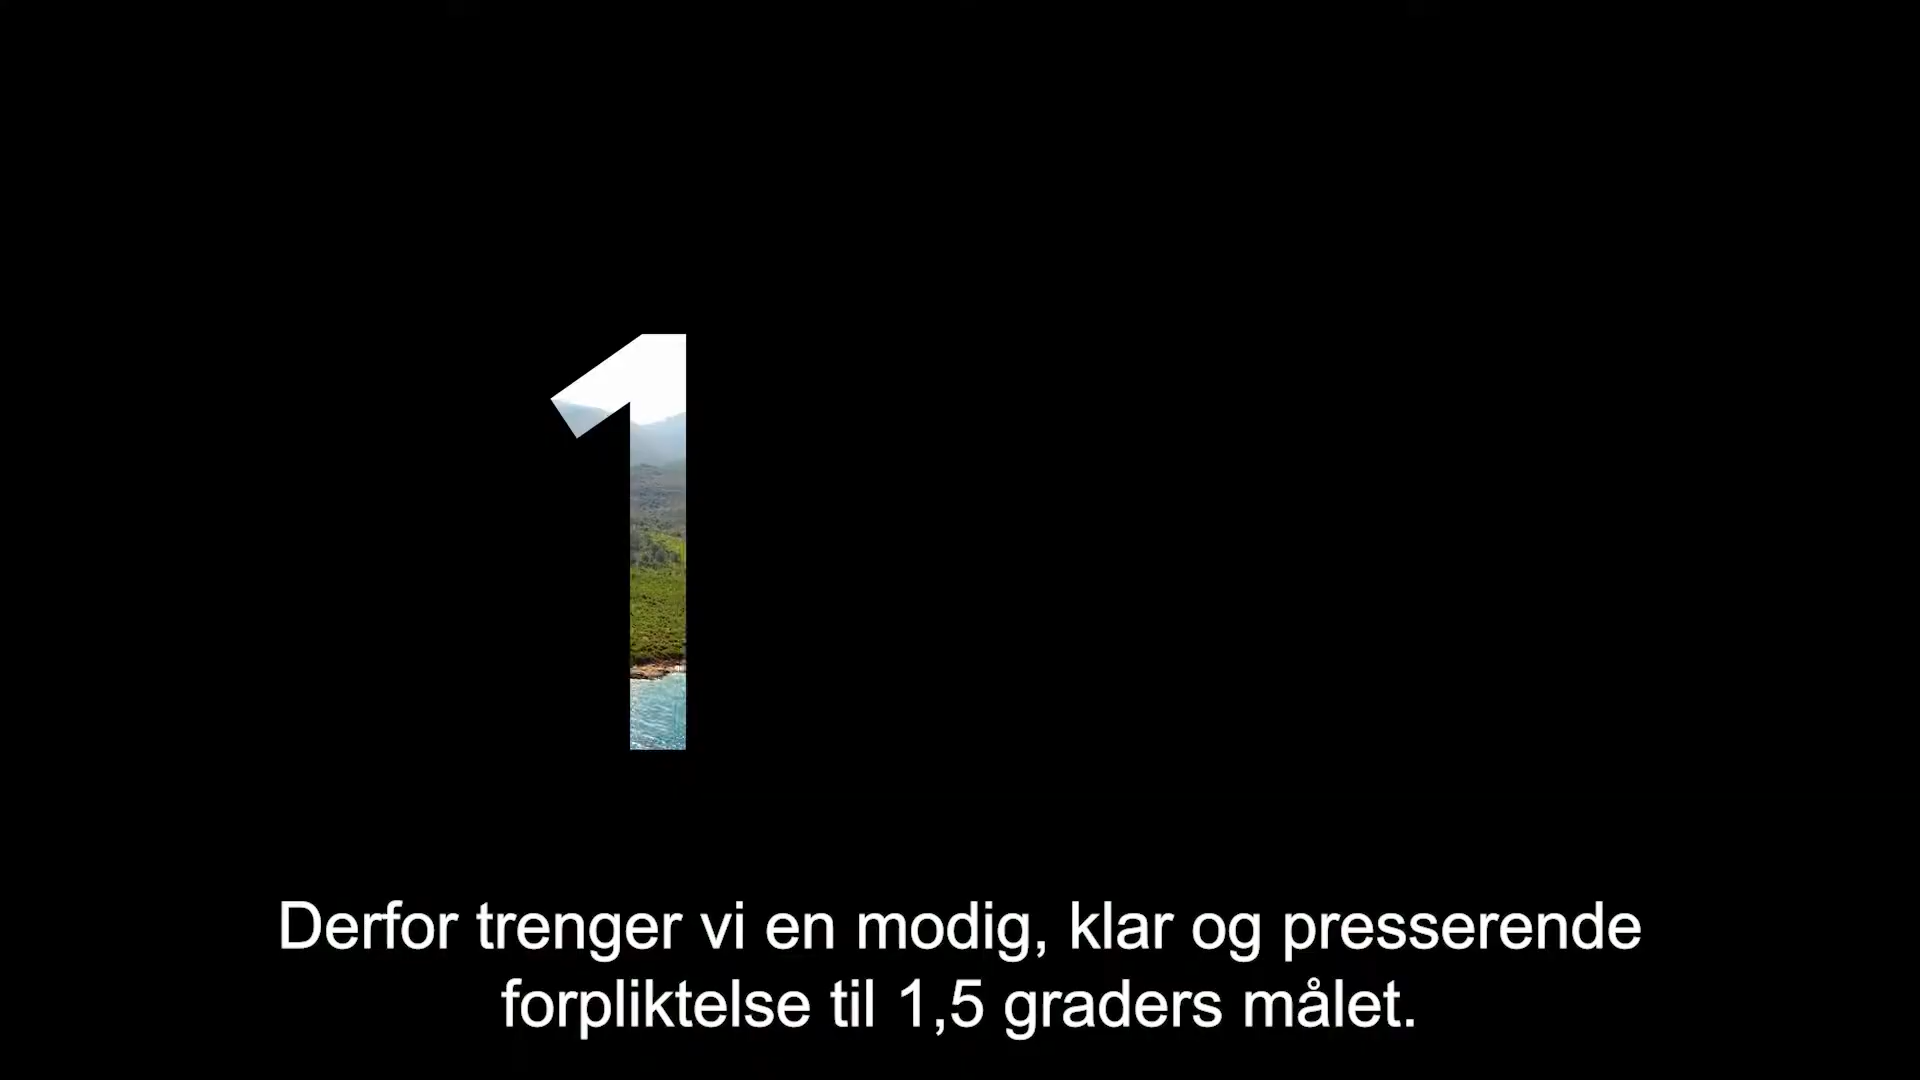 1
Derfor trenger vi en modig, klar og presserende
forpliktelse til 1,5 graders målet.